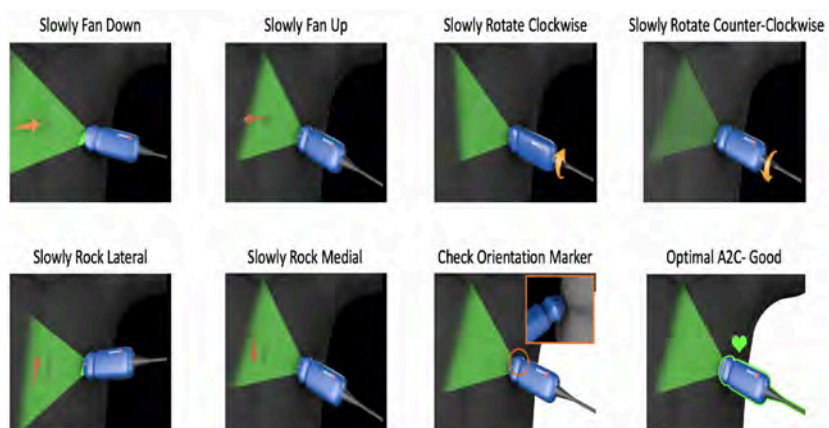 Slowly Fan Down
Slowly Fan Up
Slowly Rotate Clockwise
Slowly Rotate Counter-Clockwise
Slowly Rock Lateral
Slowly Rock Medial
Check Orientation Marker
Optimal A2C- Good